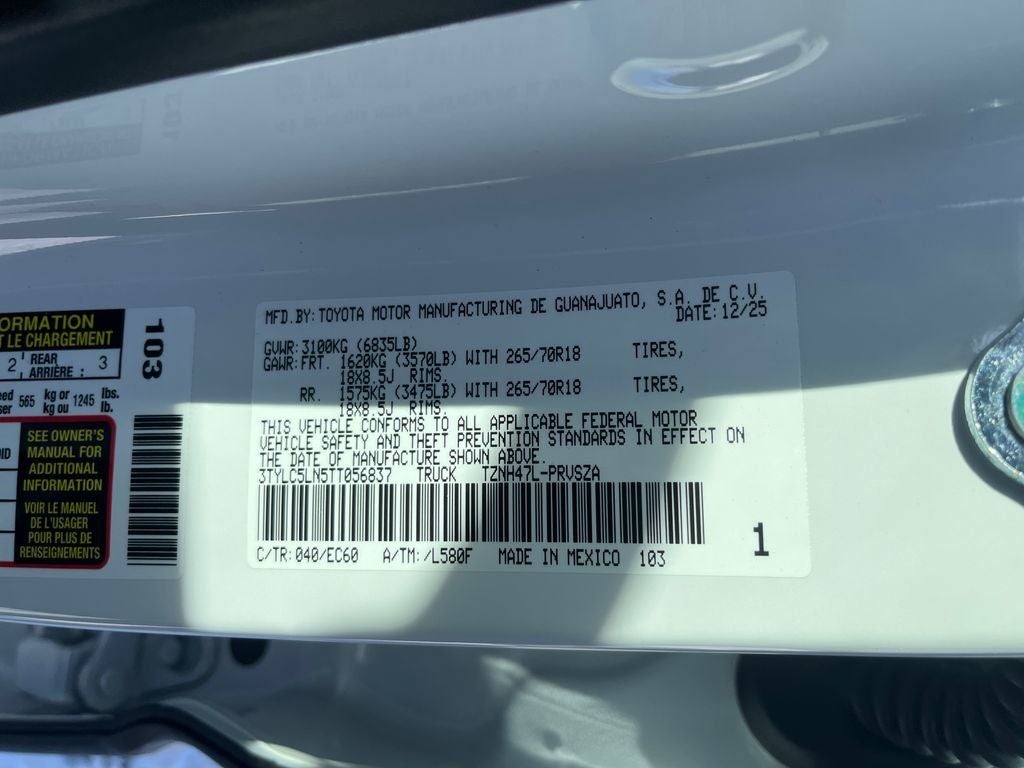 ORMATION
T LE CHARGEMENT
2 REAR ARRIÈRE : 3
103
eed ser 565 kg or kg ou 1245 lbs. lb.
SEE OWNER'S
MANUAL FOR
ADDITIONAL
INFORMATION
VOIR LE MANUEL
DE L'USAGER
POUR PLUS DE
RENSEIGNEMENTS
MFD.BY:TOYOTA MOTOR MANUFACTURING DE GUANAJUATO, S.A. DE C.V.
DATE:12/25
GVWR:3100KG (6835LB)
GAWR:FRT. 1620KG (3570LB) WITH 265/70R18 TIRES,
18X8.5J RIMS,
RR. 1575KG (3475LB) WITH 265/70R18 TIRES,
18X8.5J RIMS,
THIS VEHICLE CONFORMS TO ALL APPLICABLE FEDERAL MOTOR
VEHICLE SAFETY AND THEFT PREVENTION STANDARDS IN EFFECT ON
THE DATE OF MANUFACTURE SHOWN ABOVE.
3TYLC5LN5TT056837 TRUCK TZNH47L-PRVSZA
C/TR:040/EC60 A/TM:/L580F MADE IN MEXICO 103
1